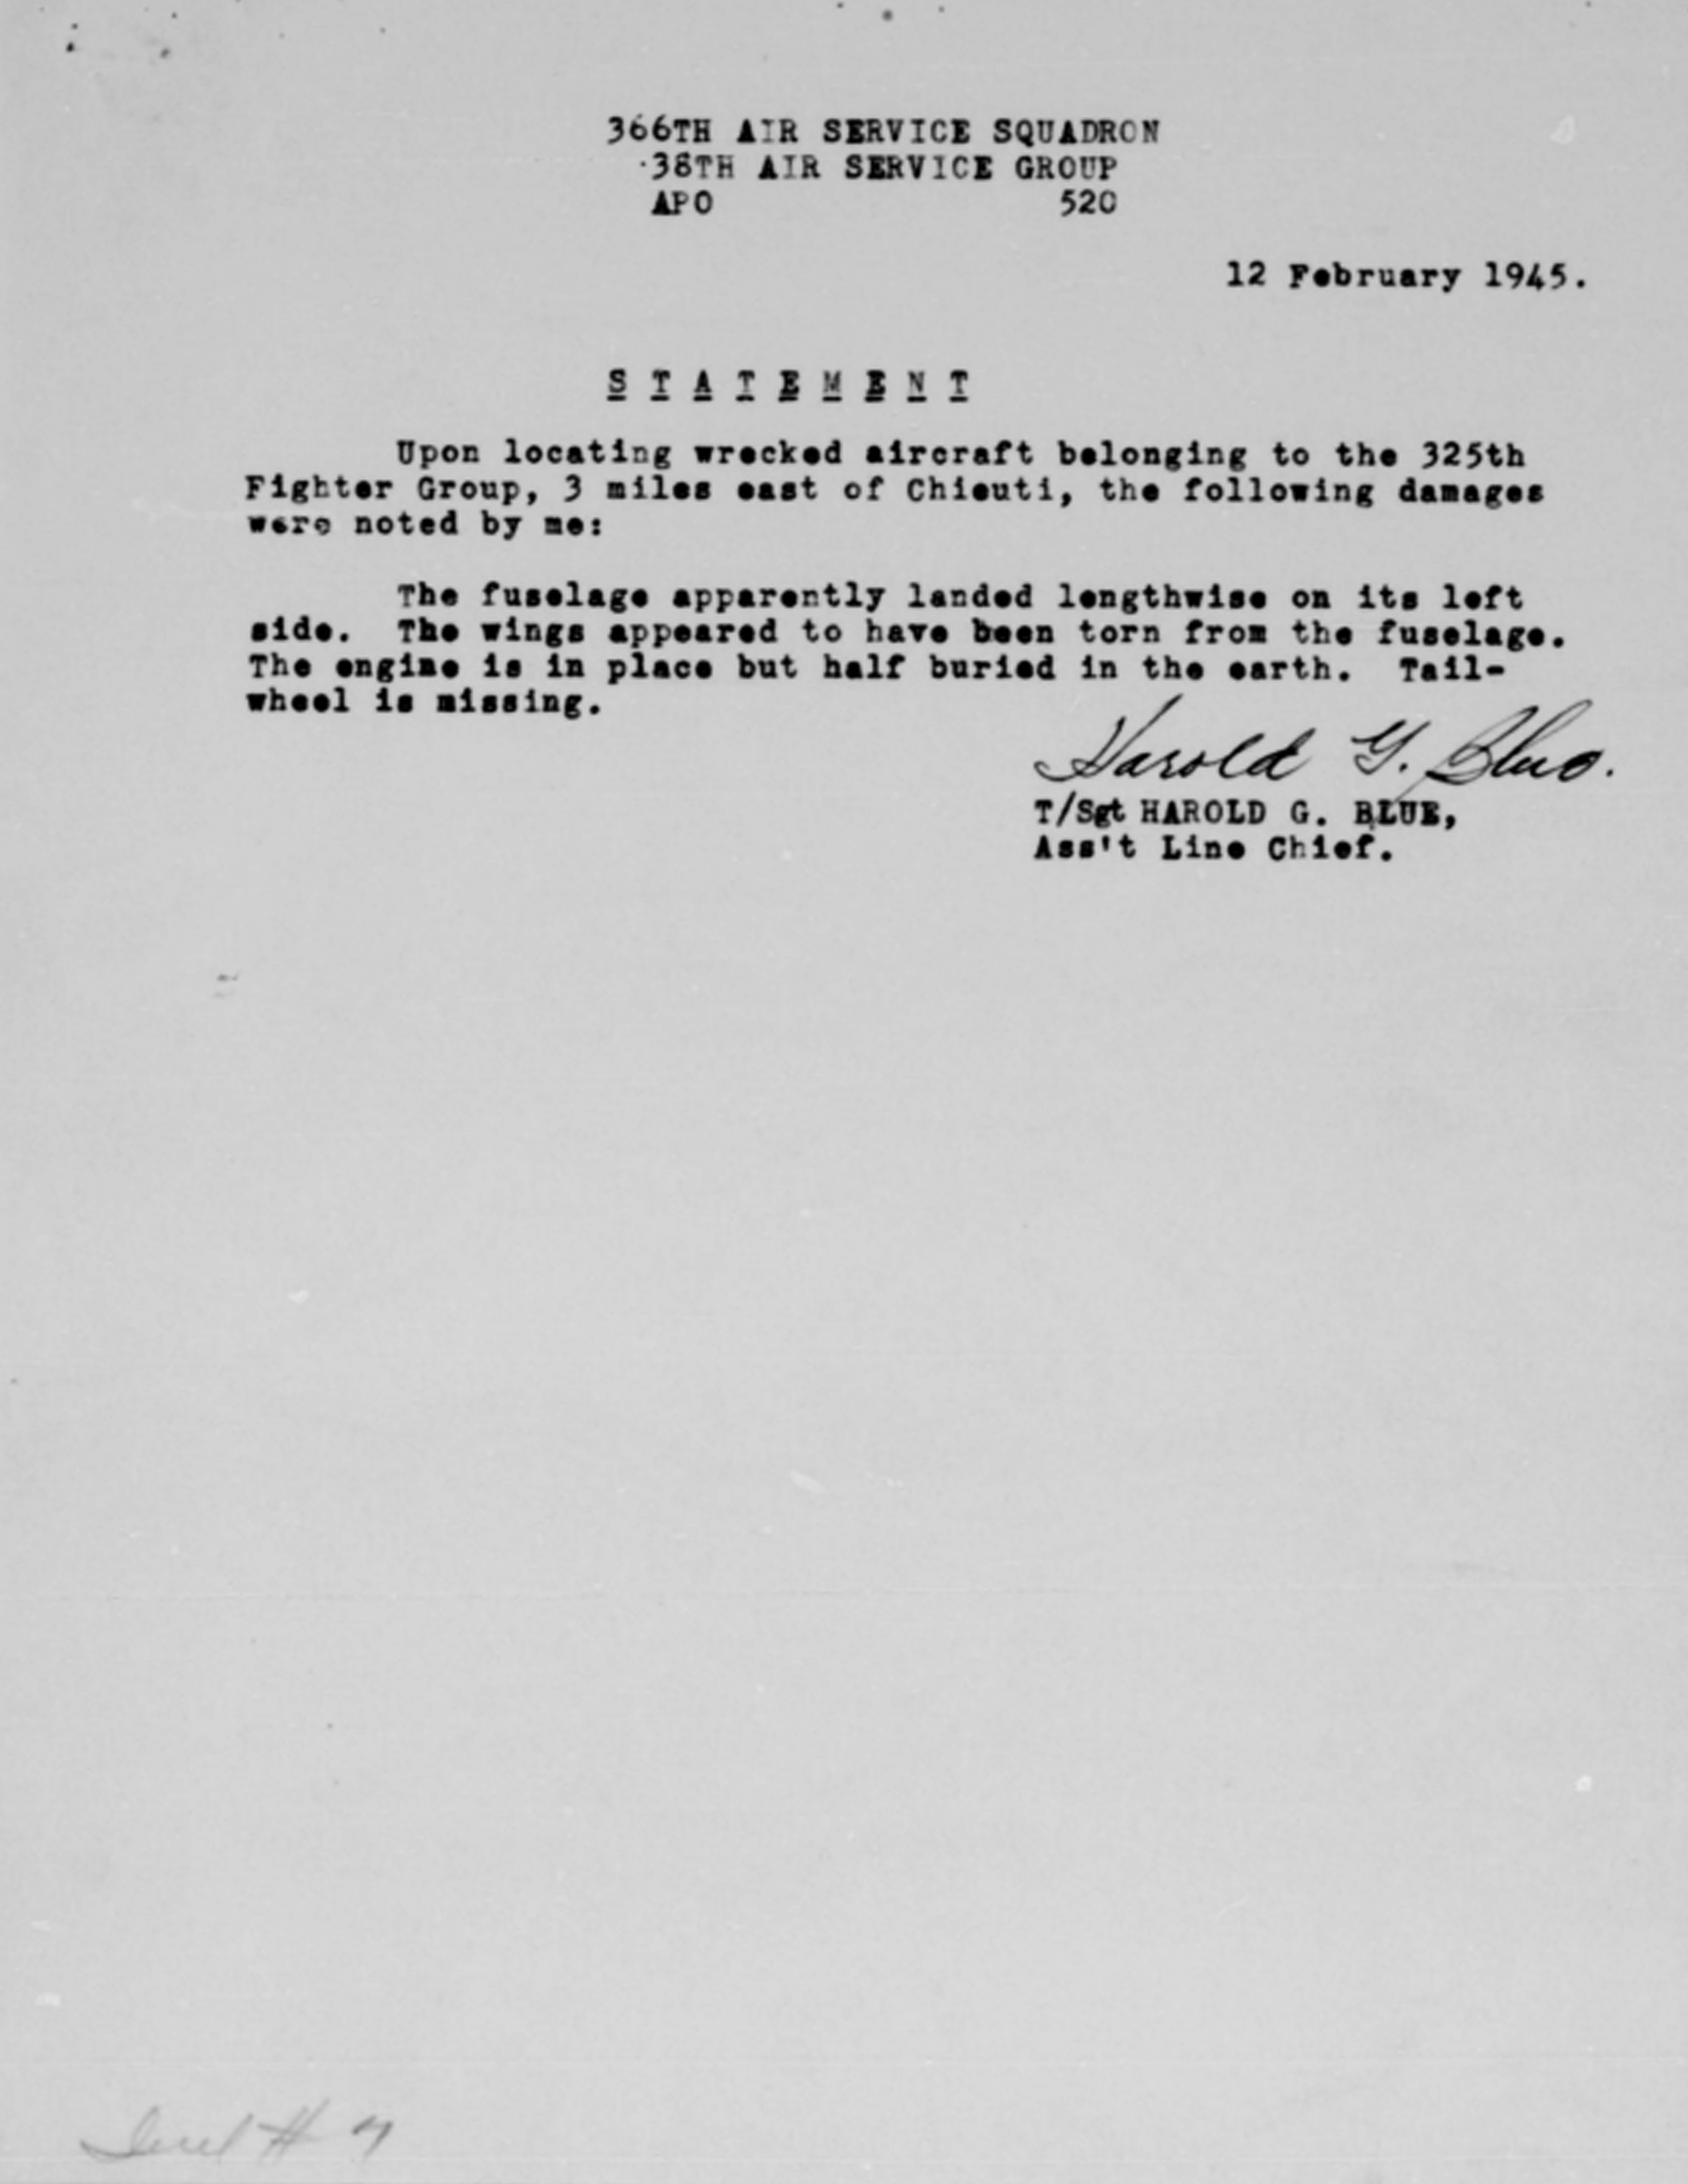 366TH AIR SERVICE SQUADRON
38TH AIR SERVICE GROUP
APO 520
12 February 1945.
S T A T E M E N T
Upon locating wrecked aircraft belonging to the 325th
Fighter Group, 3 miles east of Chieuti, the following damages
were noted by me:
The fuselage apparently landed lengthwise on its left
side. The wings appeared to have been torn from the fuselage.
The engine is in place but half buried in the earth. Tail-
wheel is missing.
Harold G. Blue.
T/Sgt HAROLD G. BLUE,
Ass't Line Chief.
Incl #